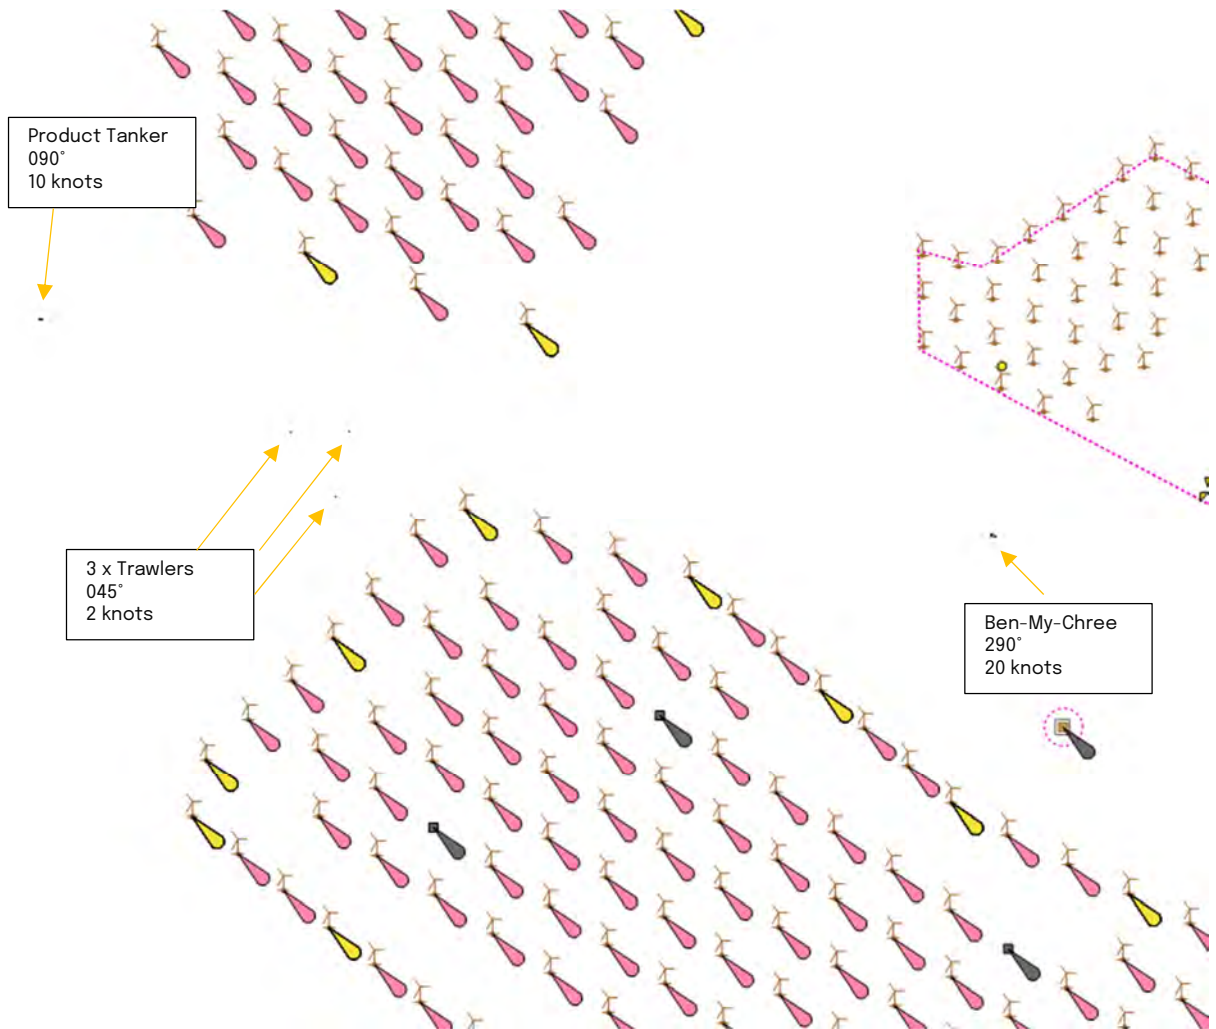 Product Tanker
090°
10 knots
3 x Trawlers
045°
2 knots
Ben-My-Chree
290°
20 knots